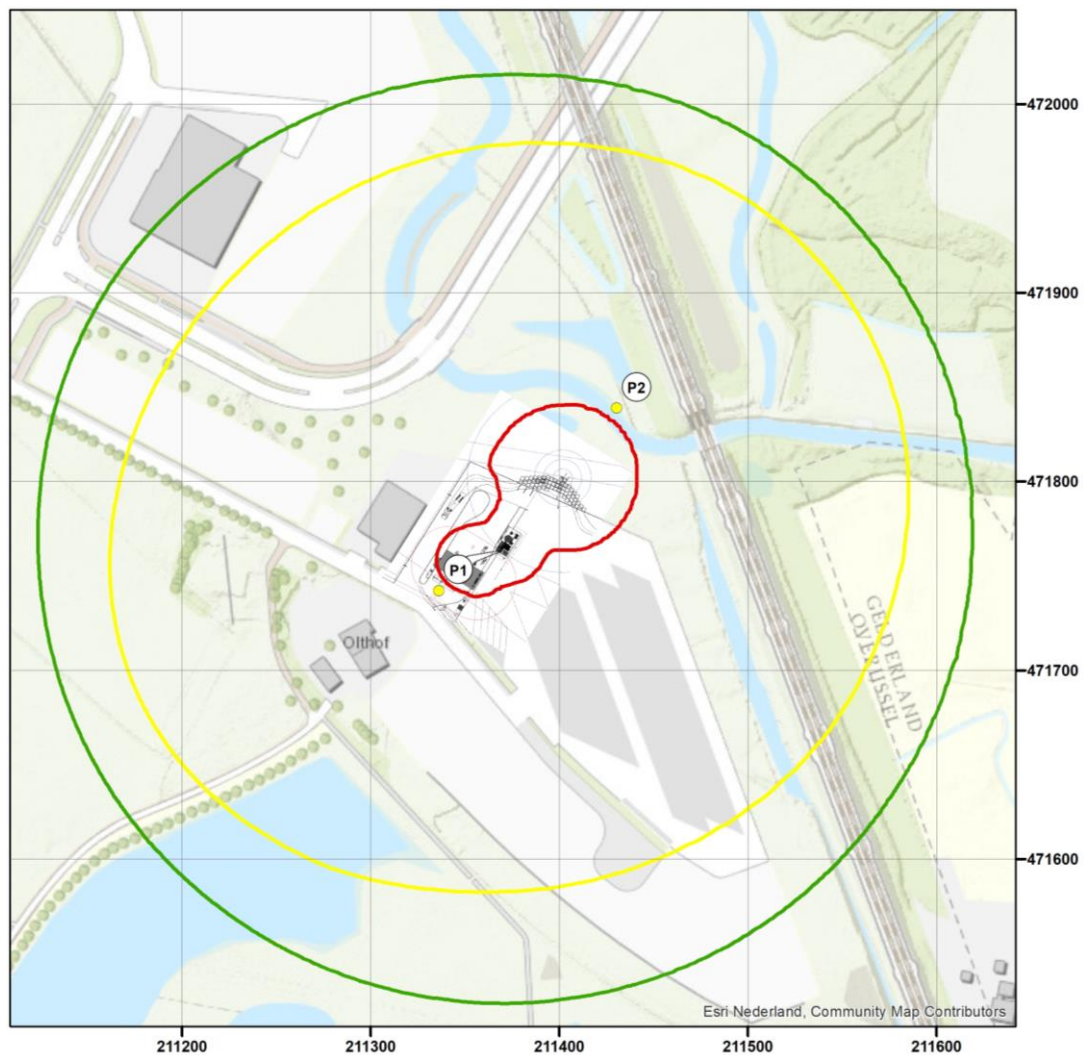 472000
471900
P2
471800
P1
GELDERLAND
OVERIJSSEL
Olthof
471700
471600
Esri Nederland, Community Map Contributors
211200
211300
211400
211500
211600